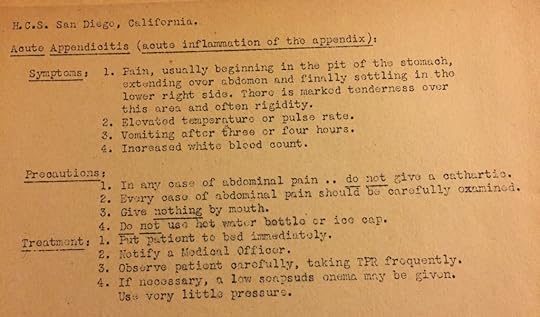 H.C.S. San Diego, California.
Acute Appendicitis (acute inflammation of the appendix):
Symptoms: 1. Pain, usually beginning in the pit of the stomach,
extending over abdomen and finally settling in the
lower right side. There is marked tenderness over
this area and often rigidity.
2. Elevated temperature or pulse rate.
3. Vomiting after three or four hours.
4. Increased white blood count.
Precautions:
1. In any case of abdominal pain .. do not give a cathartic.
2. Every case of abdominal pain should be carefully examined.
3. Give nothing by mouth.
4. Do not use hot water bottle or ice cap.
Treatment: 1. Put patient to bed immediately.
2. Notify a Medical Officer.
3. Observe patient carefully, taking TPR frequently.
4. If necessary, a low soapsuds enema may be given.
Use very little pressure.